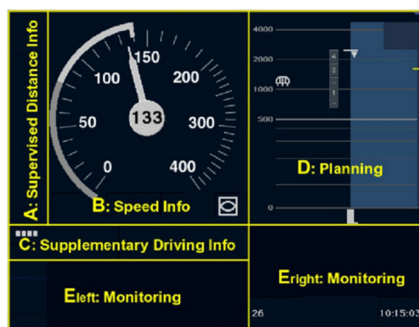 A: Supervised Distance Info
0
50
100
150
200
300
400
133
B: Speed Info
4000
2000
1000
500
0
D: Planning
C: Supplementary Driving Info
Eleft: Monitoring
Eright: Monitoring
26
10:15:03